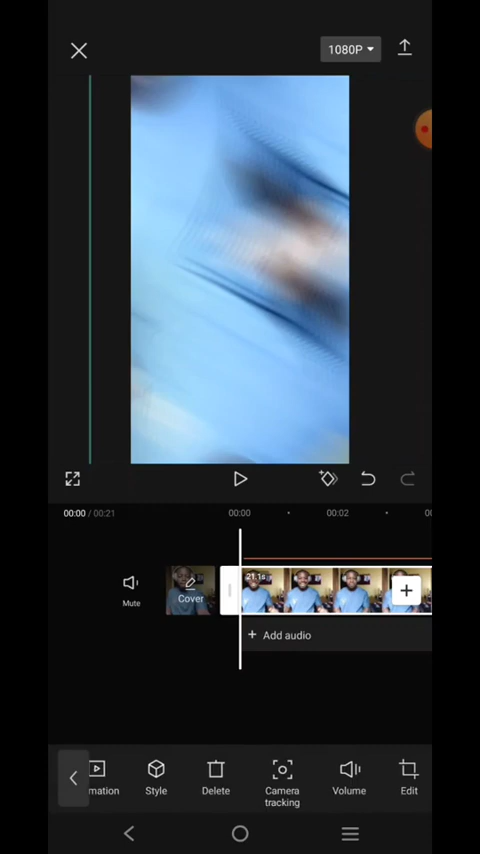 1080P
00:00 / 00:21
00:00
00:02
21.1s
Mute
Cover
+ Add audio
mation
Style
Delete
Camera
tracking
Volume
Edit